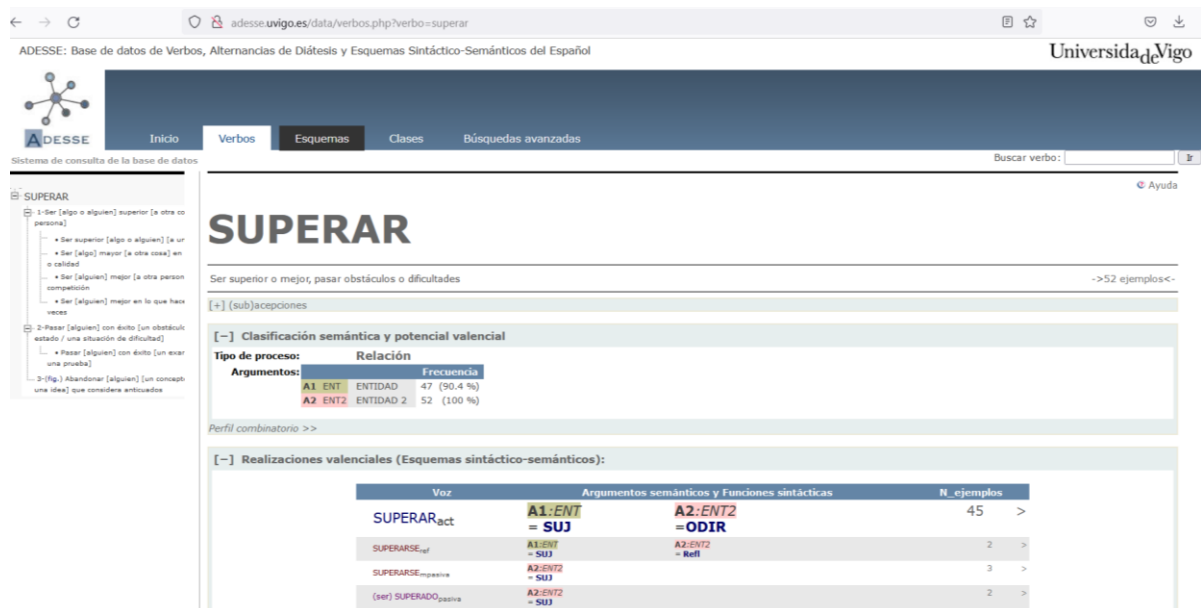 adesse.uvigo.es/data/verbos.php?verbo=superar
ADESSE: Base de datos de Verbos, Alternancias de Diátesis y Esquemas Sintáctico-Semánticos del Español
Universidade Vigo
ADESSE
Inicio Verbos Esquemas Clases Búsquedas avanzadas
Sistema de consulta de la base de datos
Buscar verbo: Ir
Ayuda
SUPERAR
1-Ser [algo o alguien] superior [a otra co
persona]
• Ser superior [algo o alguien] [a ur
• Ser [algo] mayor [a otra cosa] en
o calidad
• Ser [alguien] mejor [a otra person
competición
• Ser [alguien] mejor en lo que hace
veces
2-Pasar [alguien] con éxito [un obstáculo
estado / una situación de dificultad]
• Pasar [alguien] con éxito [un exar
una prueba]
3-(fig.) Abandonar [alguien] [un concepto
una idea] que considera anticuados
SUPERAR
Ser superior o mejor, pasar obstáculos o dificultades ->52 ejemplos<-
[+] (sub)acepciones
[−] Clasificación semántica y potencial valencial
Tipo de proceso: Relación
Argumentos: Frecuencia
A1 ENT ENTIDAD 47 (90.4 %)
A2 ENT2 ENTIDAD 2 52 (100 %)
Perfil combinatorio >>
[−] Realizaciones valenciales (Esquemas sintáctico-semánticos):
Voz Argumentos semánticos y Funciones sintácticas N_ejemplos
SUPERARact A1:ENT = SUJ A2:ENT2 =ODIR 45 >
SUPERARSEref A1:ENT = SUJ A2:ENT2 = Refl 2 >
SUPERARSEmpasiva A2:ENT2 = SUJ 3 >
(ser) SUPERADOpasiva A2:ENT2 = SUJ 2 >